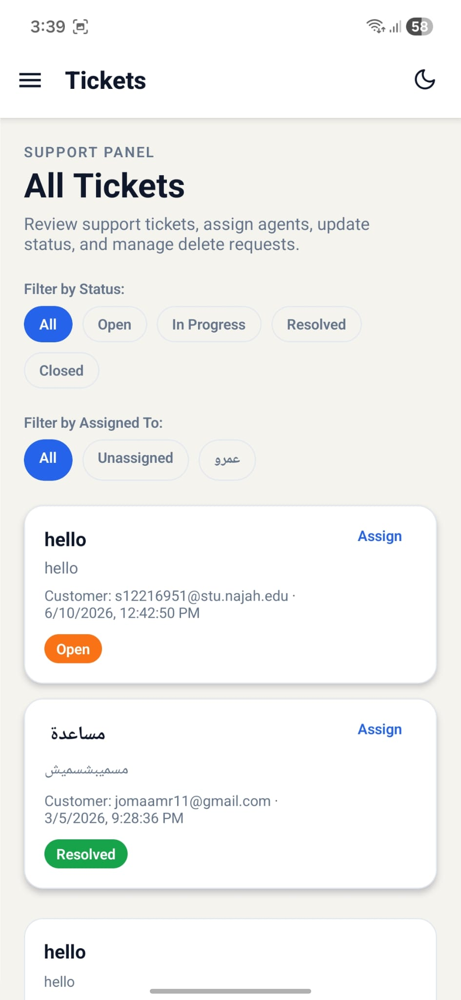 3:39
58
Tickets
SUPPORT PANEL
All Tickets
Review support tickets, assign agents, update
status, and manage delete requests.
Filter by Status:
All Open In Progress Resolved
Closed
Filter by Assigned To:
All Unassigned عمرو
hello Assign
hello
Customer: s12216951@stu.najah.edu ·
6/10/2026, 12:42:50 PM
Open
مساعدة Assign
مسميبشسميش
Customer: jomaamr11@gmail.com ·
3/5/2026, 9:28:36 PM
Resolved
hello
hello